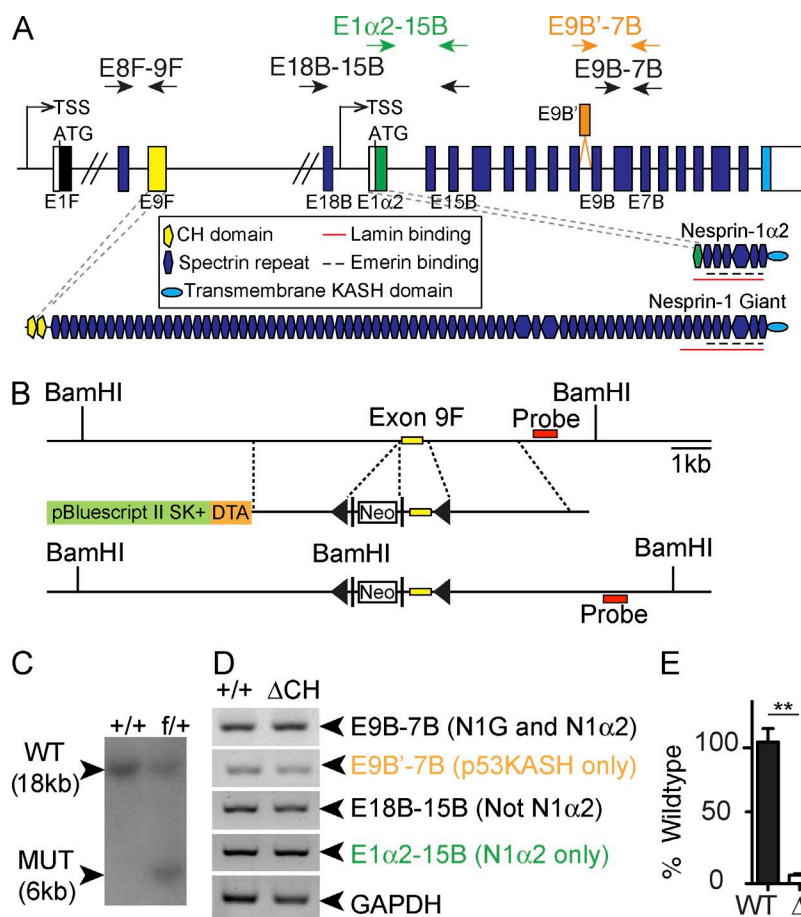 A
E1α2-15B
E9B'-7B
E8F-9F
E18B-15B
E9B-7B
TSS
TSS
E9B'
ATG
ATG
E1F
E9F
E18B
E1α2
E15B
E9B
E7B
CH domain
Lamin binding
Spectrin repeat
Emerin binding
Transmembrane KASH domain
Nesprin-1α2
Nesprin-1 Giant
B
BamHI
Exon 9F
Probe
BamHI
1kb
pBluescript II SK+
DTA
Neo
BamHI
BamHI
BamHI
Neo
Probe
C
+/+
f/+
WT
(18kb)
MUT
(6kb)
D
+/+
ΔCH
E9B-7B (N1G and N1α2)
E9B'-7B (p53KASH only)
E18B-15B (Not N1α2)
E1α2-15B (N1α2 only)
GAPDH
E
**
% Wildtype
100
50
0
WT